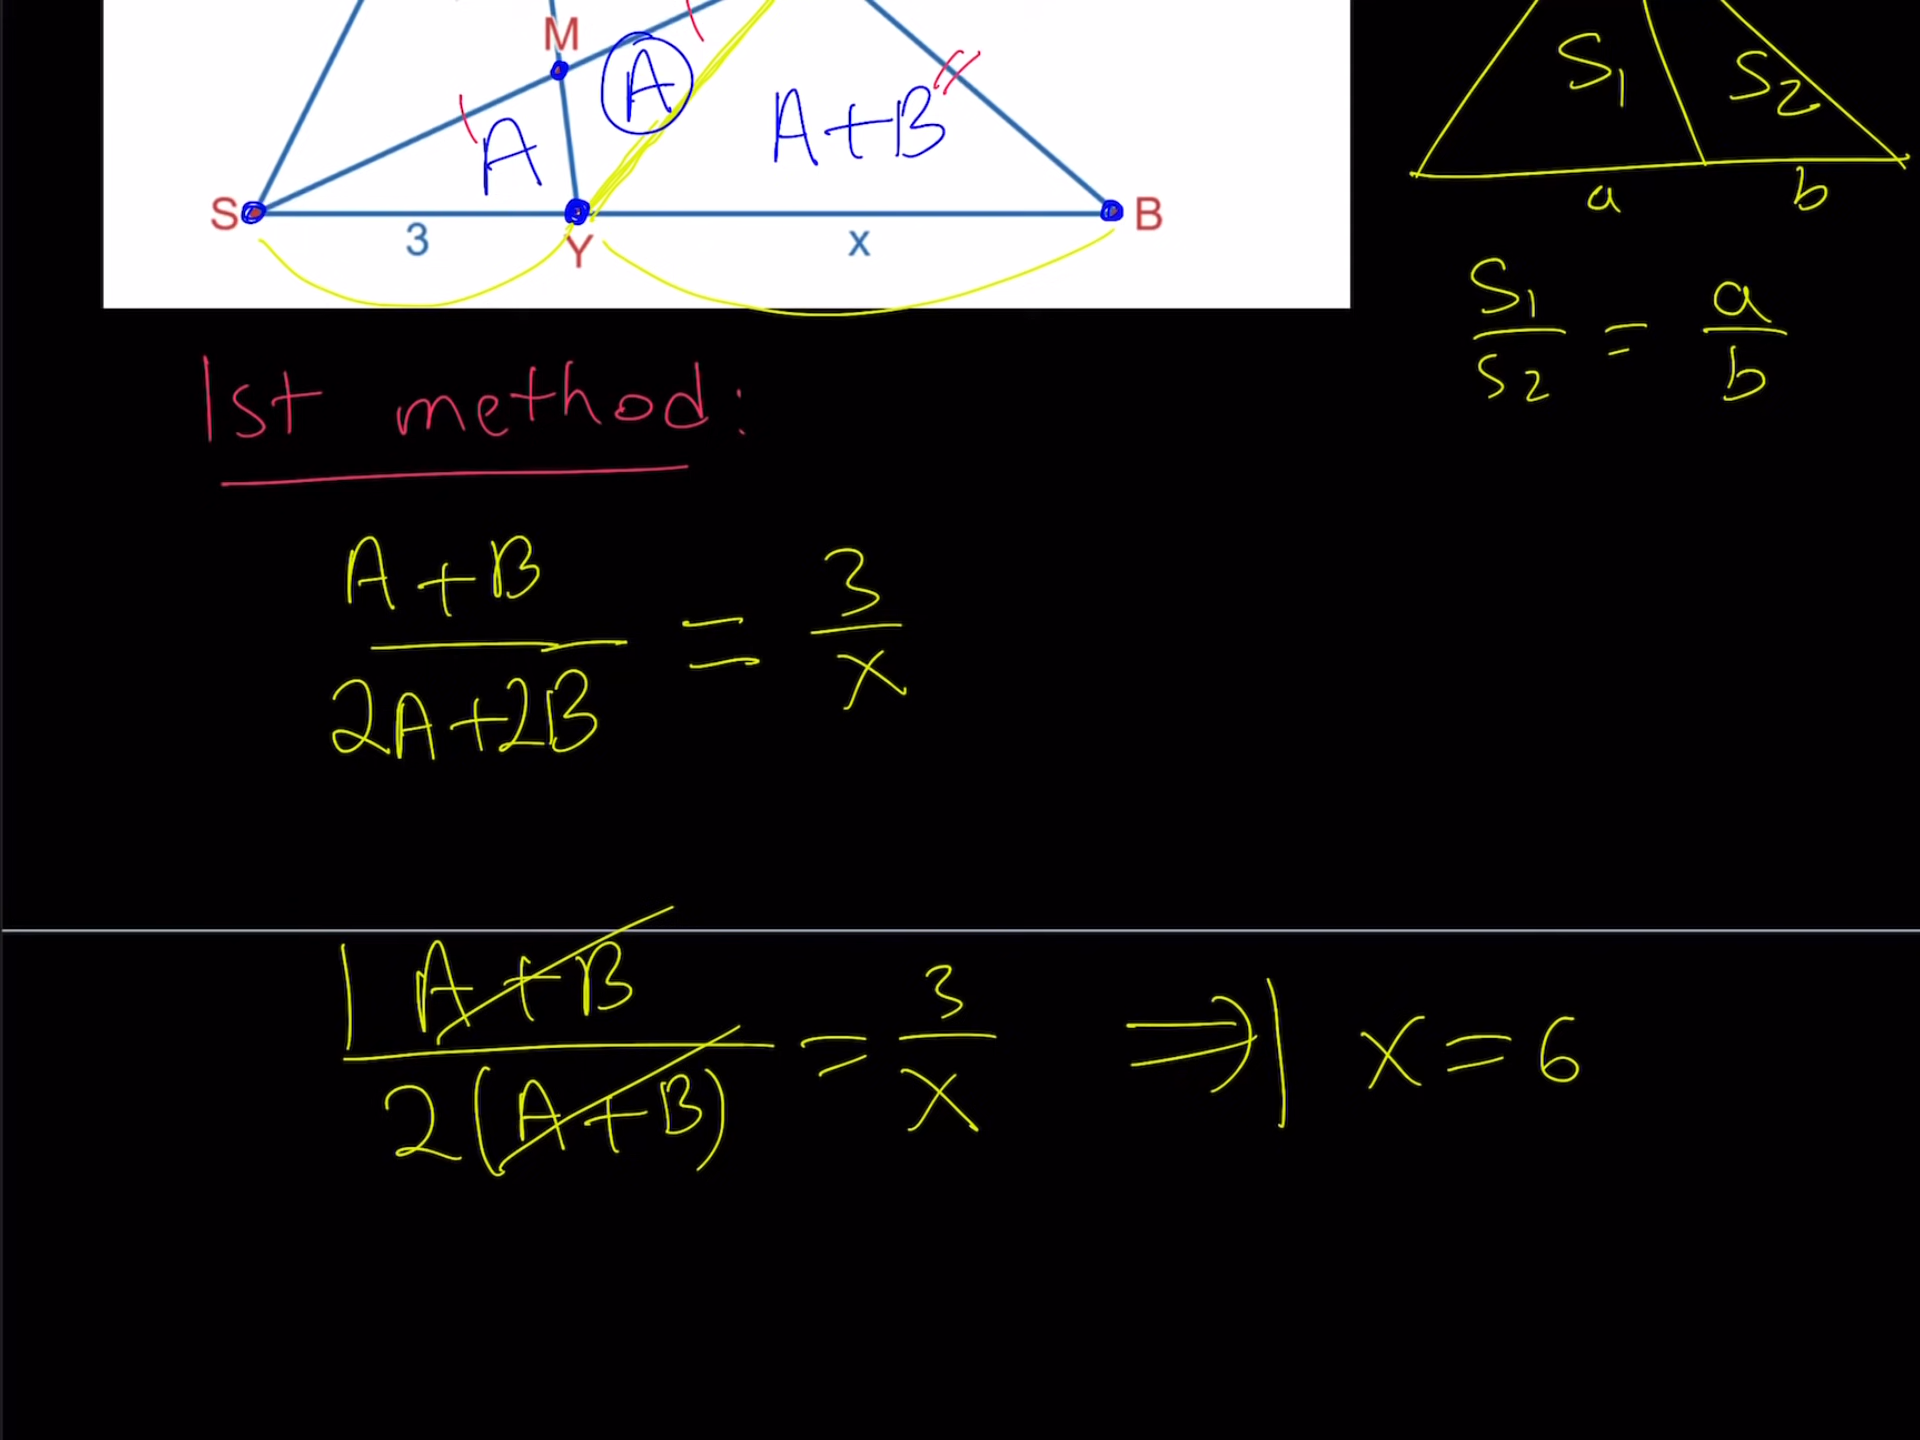 M
A
A
A+B
S
B
3
Y
x
S1
S2
a
b
S1/S2 = a/b
1st method:
A+B/2A+2B = 3/x
1 A+B/2(A+B) = 3/x ⇒ | x=6